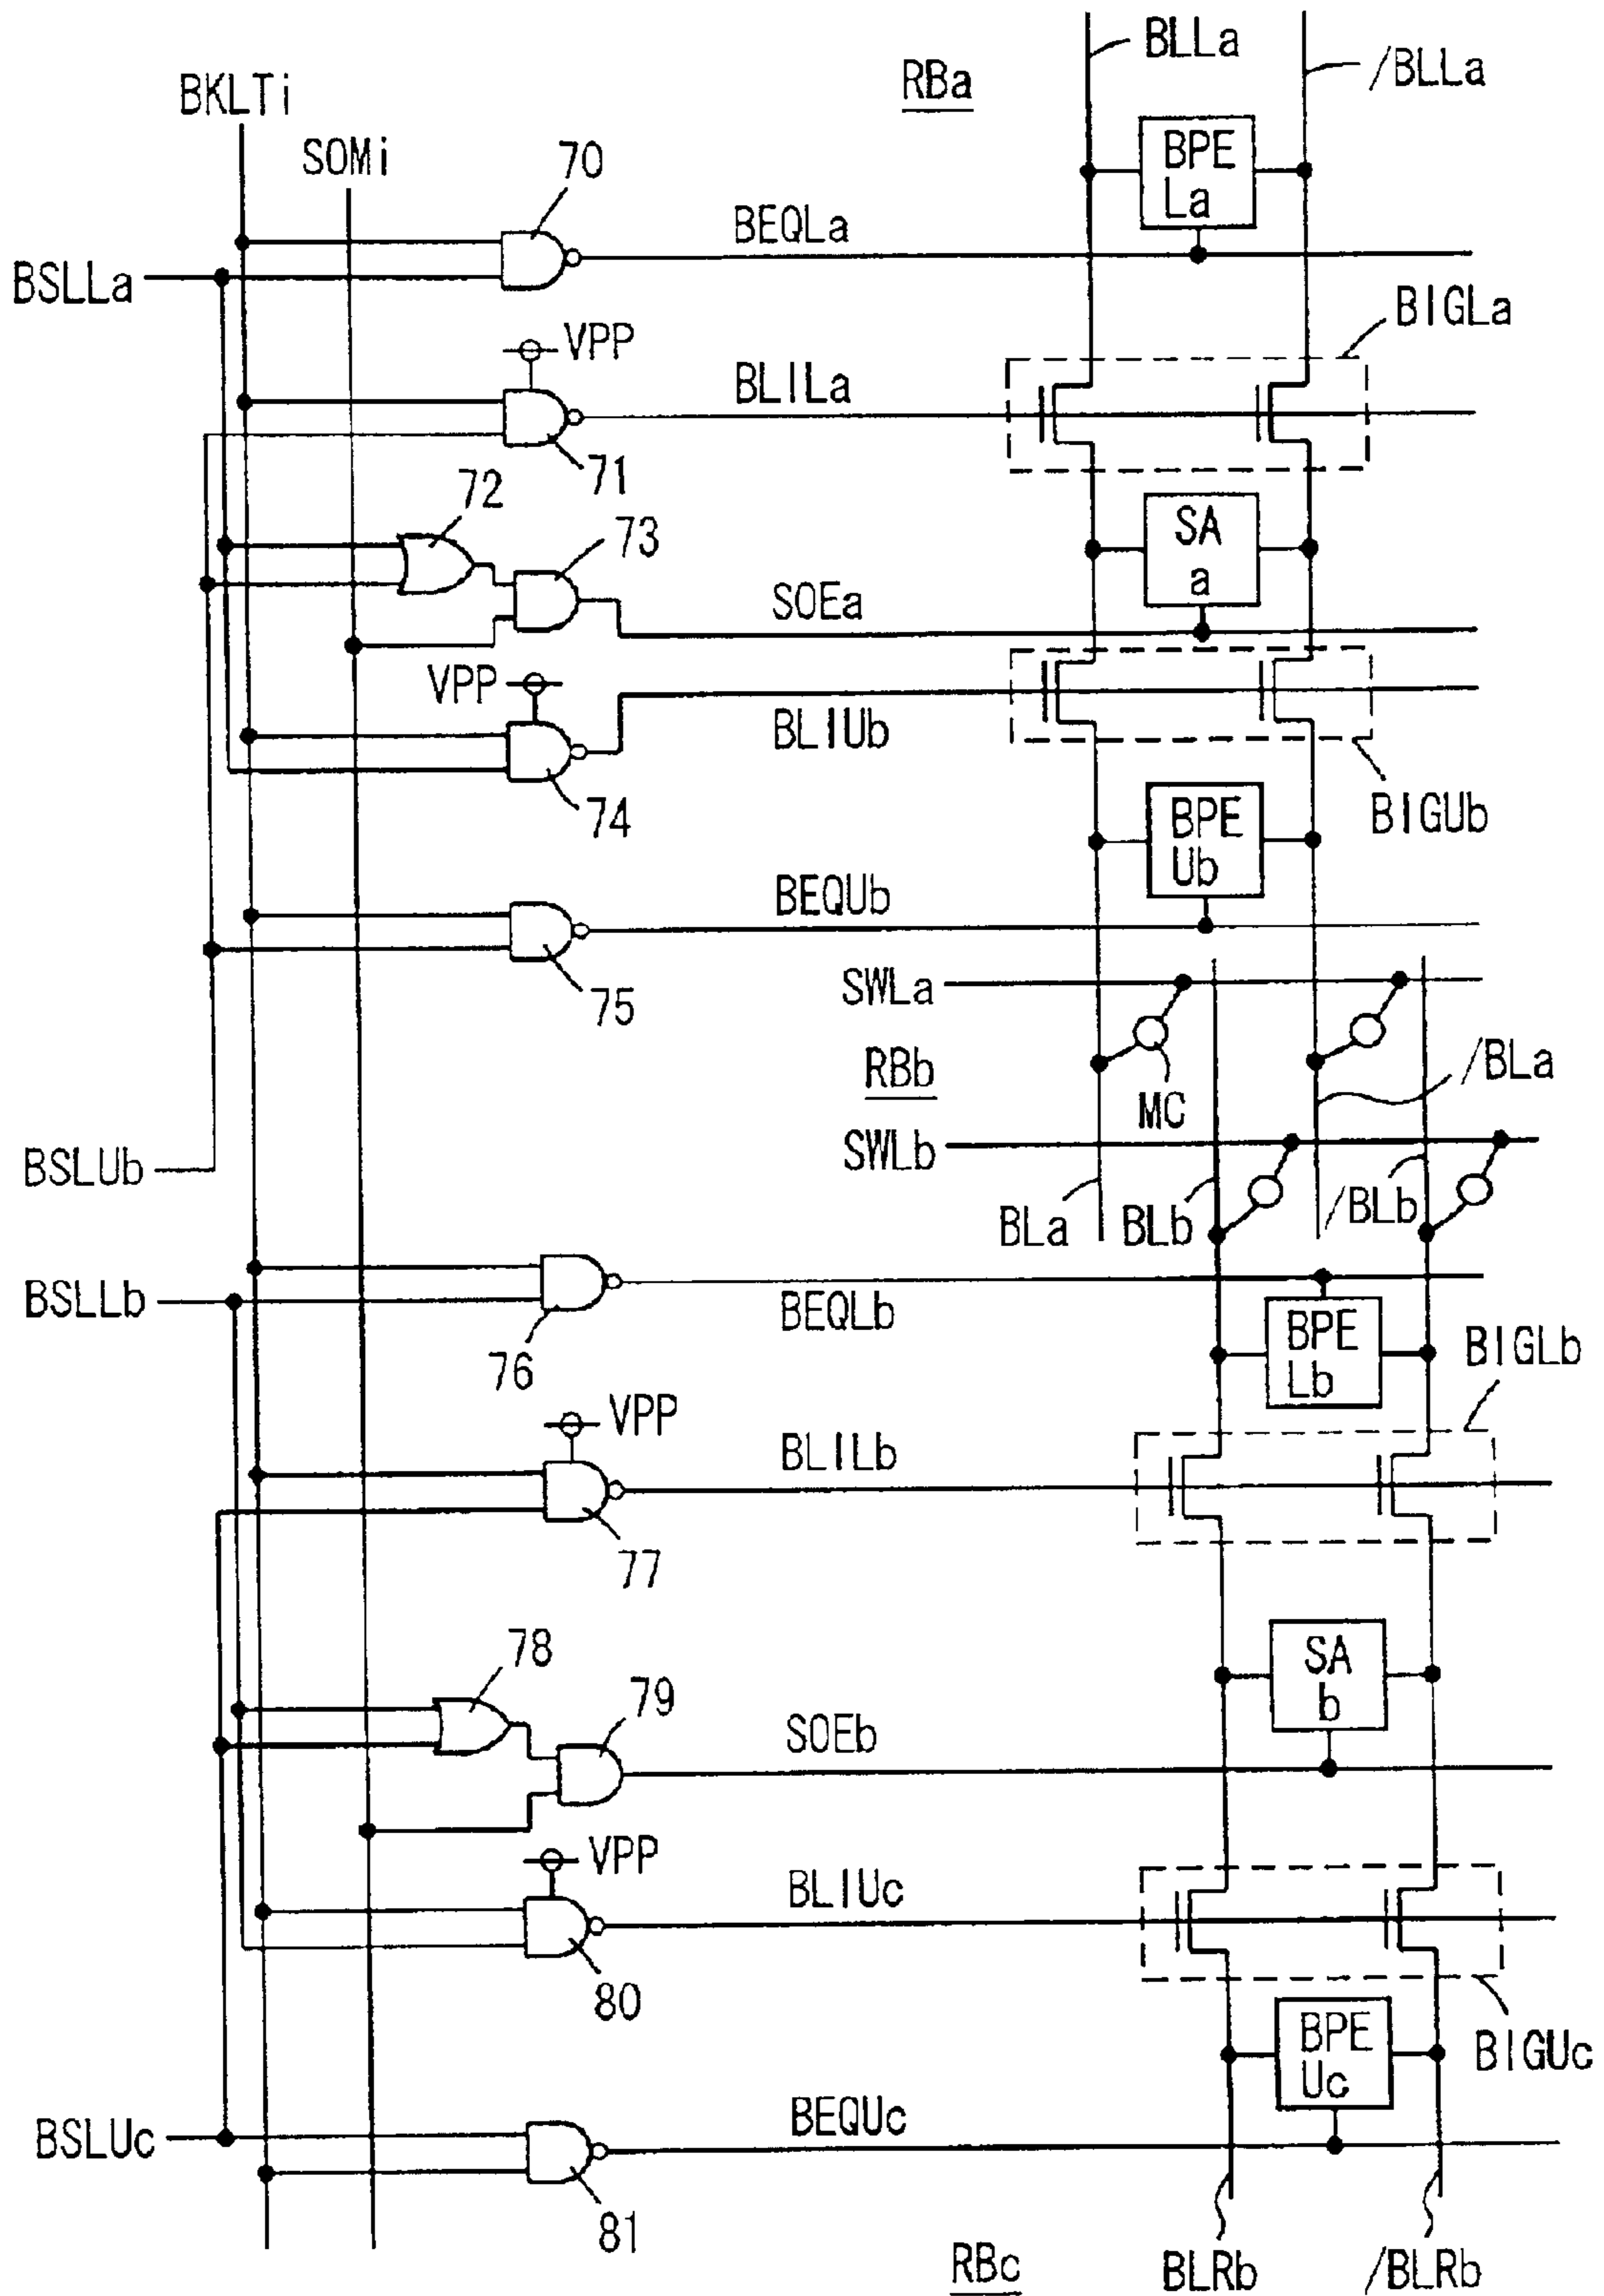 BLLa
/BLLa
RBa
BKLTi
SOMi
70
BPE
La
BEQLa
BSLLa
BIGLa
VPP
BLILa
71
72
73
SA
a
SOEa
VPP
BLIUb
74
BIGUb
BPE
Ub
BEQUb
75
SWLa
RBb
MC
/BLa
SWLb
BSLUb
BLa
BLb
/BLb
BSLLb
BEQLb
76
BPE
Lb
BIGLb
VPP
BLILb
77
78
79
SA
b
SOEb
VPP
BLIUc
80
BPE
Uc
BIGUc
BEQUc
BSLUc
81
RBc
BLRb
/BLRb